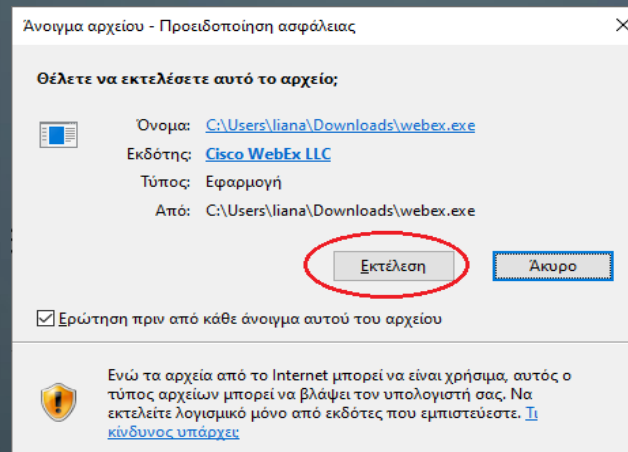 Άνοιγμα αρχείου - Προειδοποίηση ασφάλειας
Θέλετε να εκτελέσετε αυτό το αρχείο;
Όνομα: C:\Users\liana\Downloads\webex.exe
Εκδότης: Cisco WebEx LLC
Τύπος: Εφαρμογή
Από: C:\Users\liana\Downloads\webex.exe
Εκτέλεση Άκυρο
Ερώτηση πριν από κάθε άνοιγμα αυτού του αρχείου
Ενώ τα αρχεία από το Internet μπορεί να είναι χρήσιμα, αυτός ο
τύπος αρχείων μπορεί να βλάψει τον υπολογιστή σας. Να
εκτελείτε λογισμικό μόνο από εκδότες που εμπιστεύεστε. Τι
κίνδυνος υπάρχει;